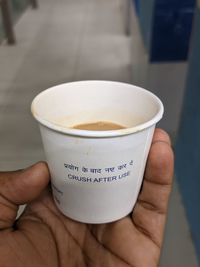 प्रयोग के बाद नष्ट कर दें
CRUSH AFTER USE